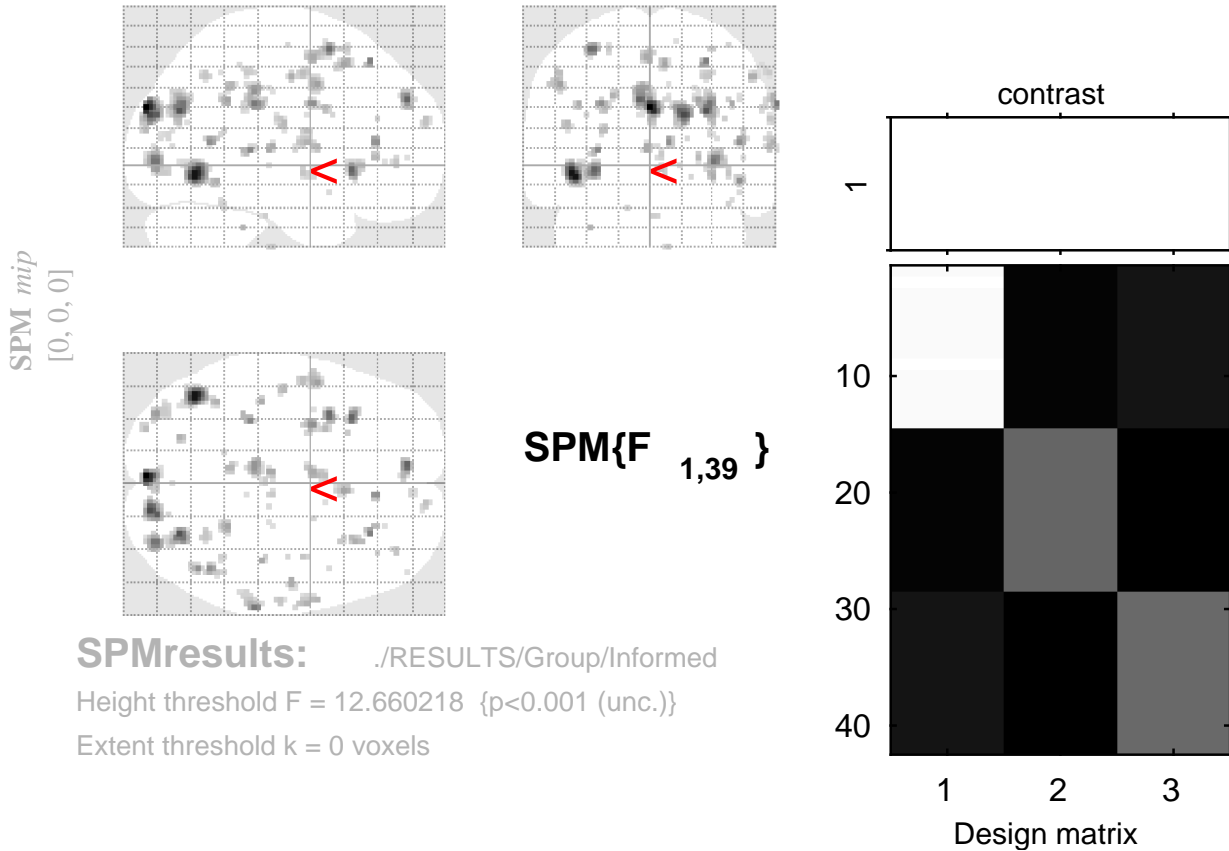 SPM mip
[0, 0, 0]
<
<
<
SPM{F 1,39 }
SPMresults: ./RESULTS/Group/Informed
Height threshold F = 12.660218 {p<0.001 (unc.)}
Extent threshold k = 0 voxels
contrast
1
10
20
30
40
1 2 3
Design matrix